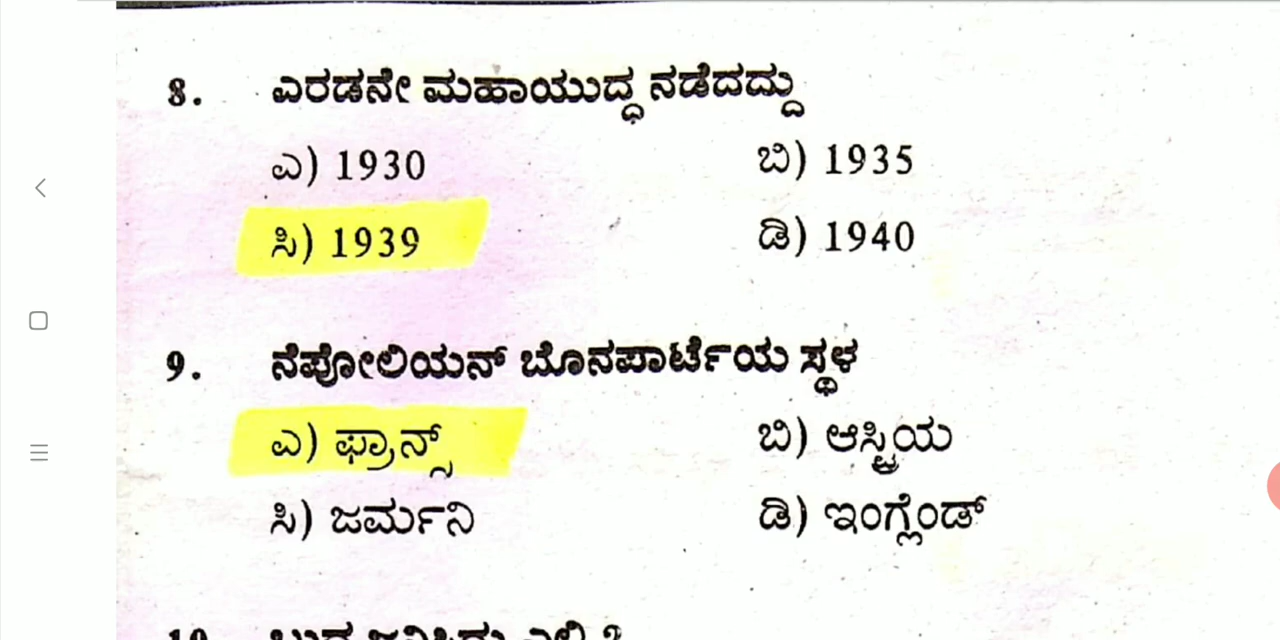 8. ಎರಡನೇ ಮಹಾಯುದ್ಧ ನಡೆದದ್ದು
ಎ) 1930 ಬಿ) 1935
ಸಿ) 1939 ಡಿ) 1940
9. ನೆಪೋಲಿಯನ್ ಬೊನಪಾರ್ಟೆಯ ಸ್ಥಳ
ಎ) ಫ್ರಾನ್ಸ್ ಬಿ) ಆಸ್ಟ್ರಿಯ
ಸಿ) ಜರ್ಮನಿ ಡಿ) ಇಂಗ್ಲೆಂಡ್